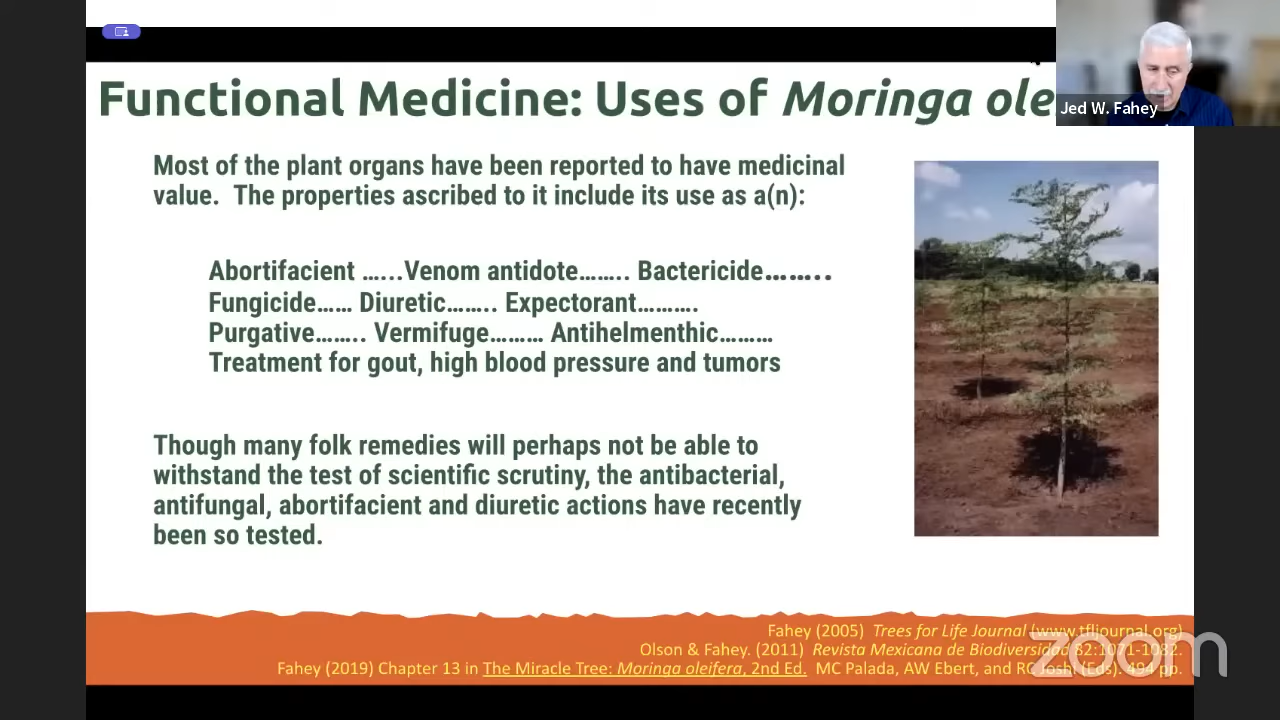 Functional Medicine: Uses of Moringa ole
Jed W. Fahey
Most of the plant organs have been reported to have medicinal
value. The properties ascribed to it include its use as a(n):
Abortifacient …...Venom antidote…….. Bactericide……..
Fungicide…… Diuretic…….. Expectorant……….
Purgative…….. Vermifuge……… Antihelmenthic………
Treatment for gout, high blood pressure and tumors
Though many folk remedies will perhaps not be able to
withstand the test of scientific scrutiny, the antibacterial,
antifungal, abortifacient and diuretic actions have recently
been so tested.
Fahey (2005) Trees for Life Journal (www.tfljournal.org)
Olson & Fahey. (2011) Revista Mexicana de Biodiversidad 82:1071-1082.
Fahey (2019) Chapter 13 in The Miracle Tree: Moringa oleifera, 2nd Ed. MC Palada, AW Ebert, and RC Joshi (Eds). 494 pp.
zoom